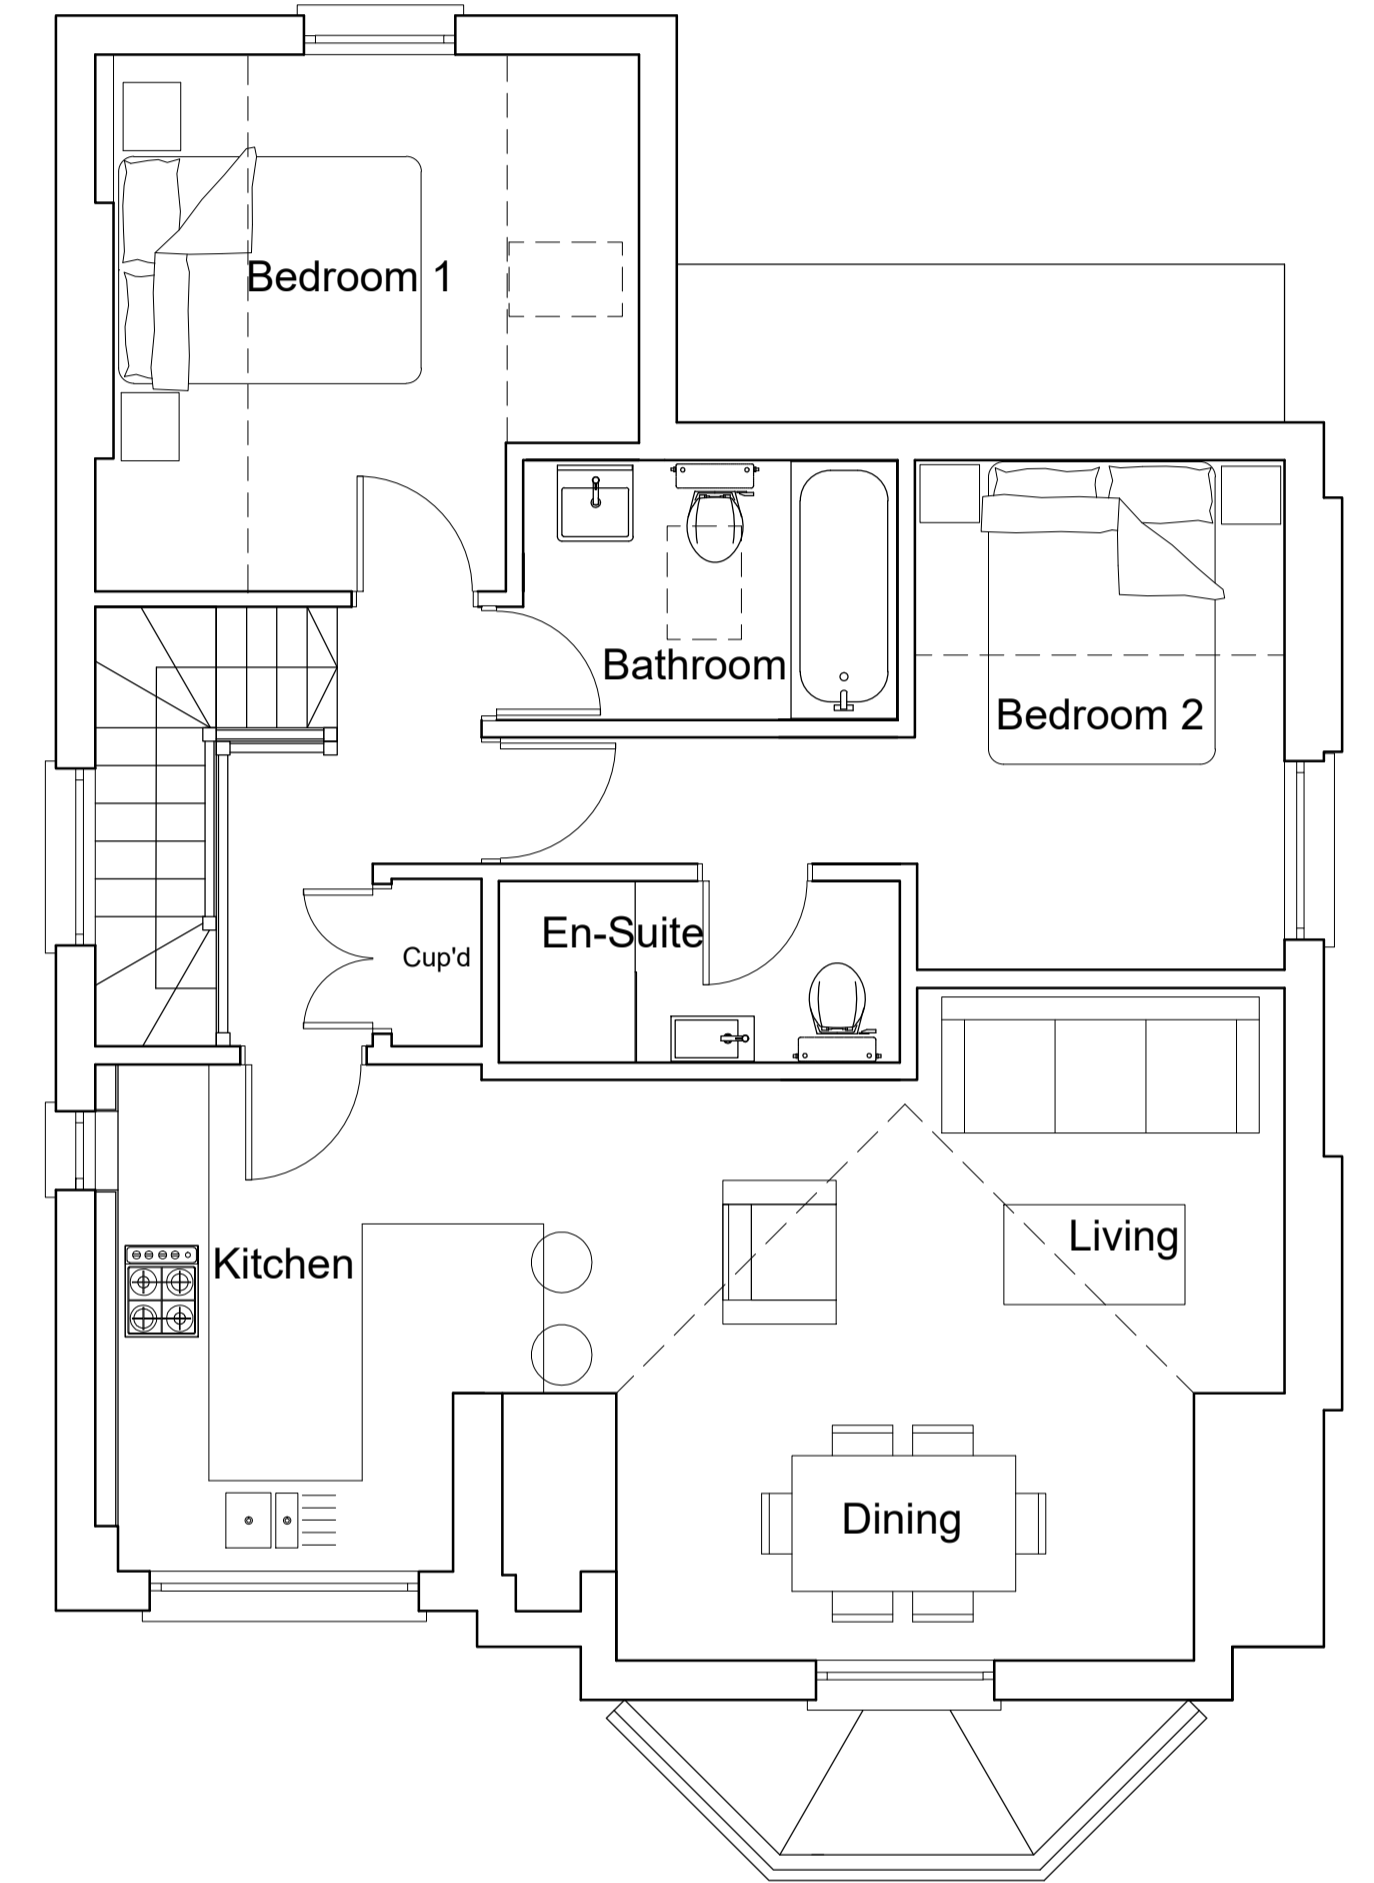 Bedroom 1
Bathroom
Bedroom 2
En-Suite
Cup'd
Living
Kitchen
Dining